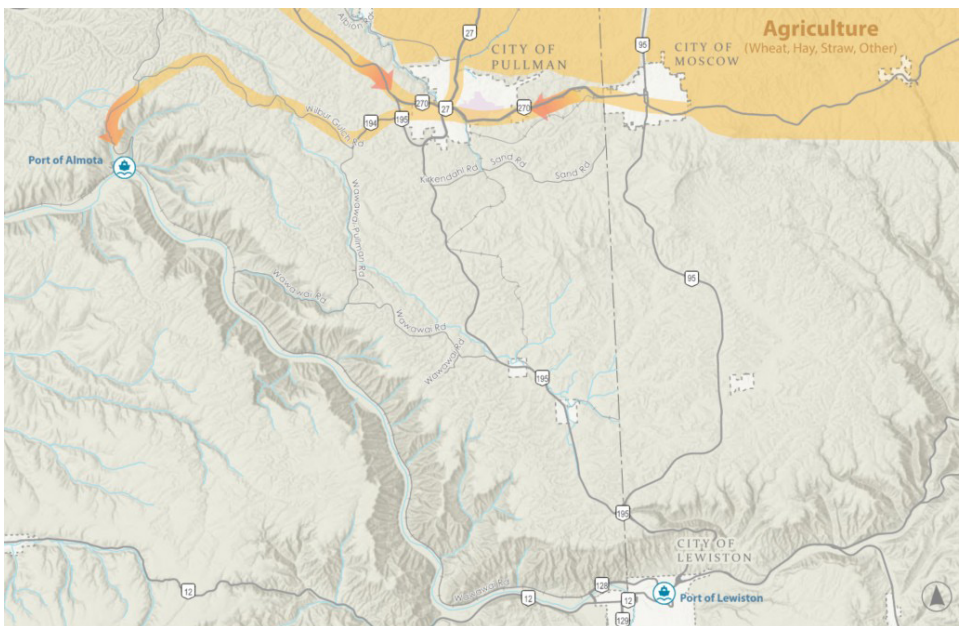 Albion
27
Agriculture
(Wheat, Hay, Straw, Other)
CITY OF
PULLMAN
95
CITY OF
MOSCOW
270
27
270
Wilbur Gulch Rd
194
195
Port of Almota
Kirkendahl Rd
Sand Rd
Sand Rd
Wawawai-Pullman Rd
Wawawai Rd
95
Wawawai Rd
Wawawai Rd
195
195
CITY OF
LEWISTON
Wawawai Rd
12
12
128
12
Port of Lewiston
129